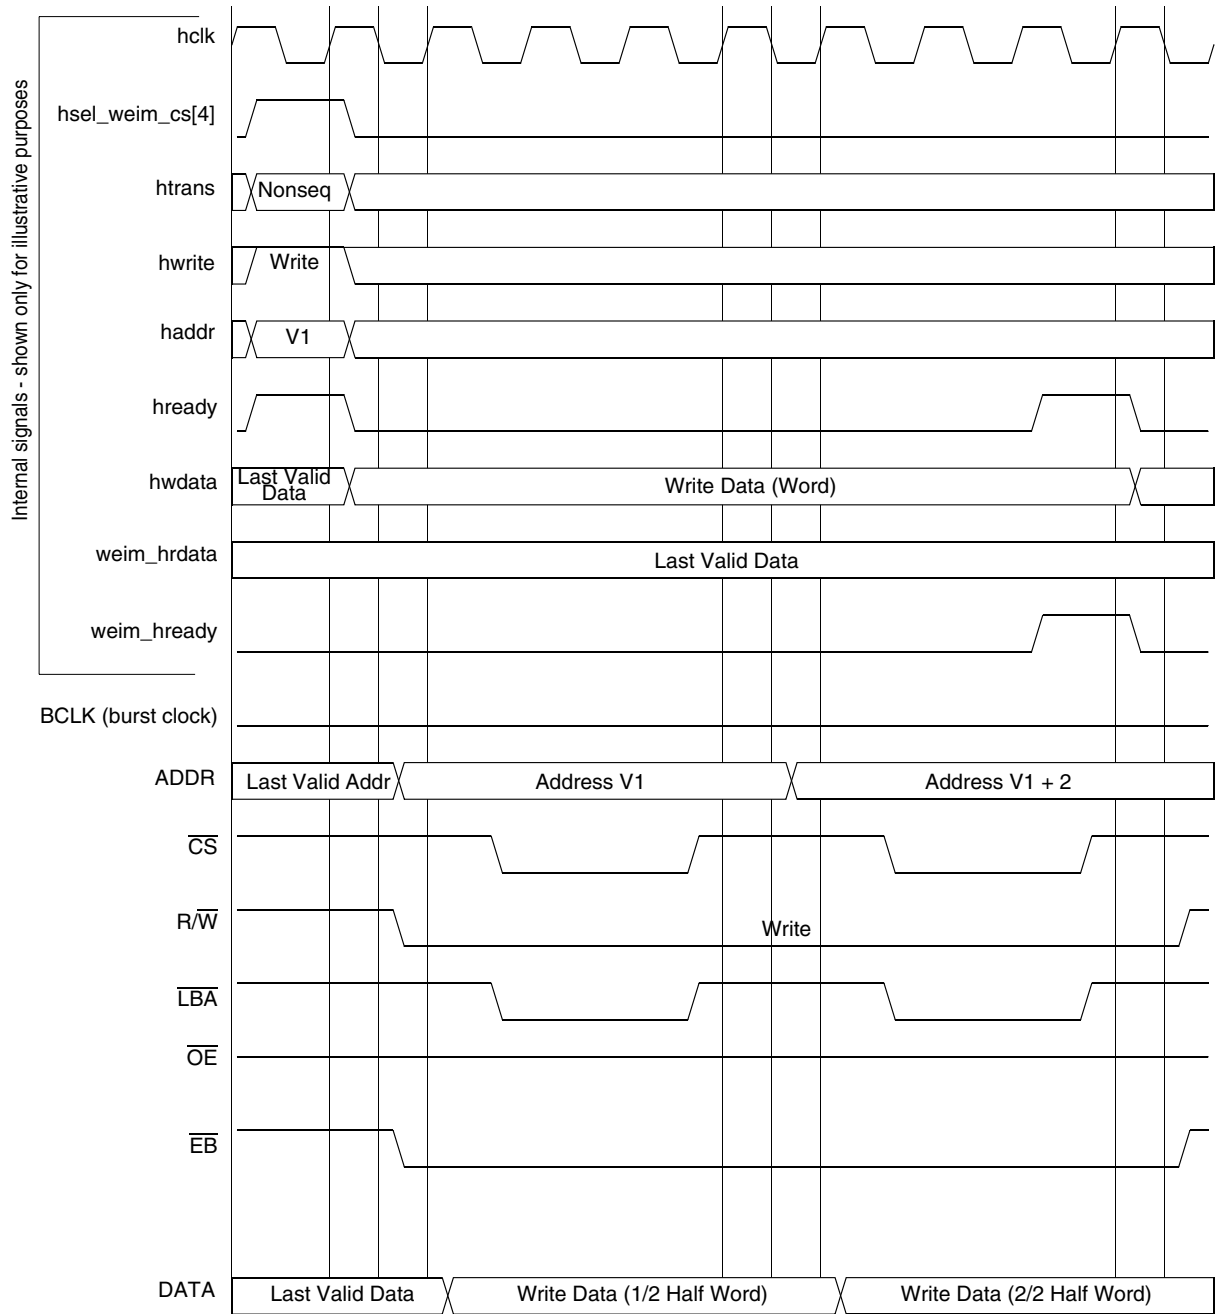 Internal signals - shown only for illustrative purposes
hclk
hsel_weim_cs[4]
htrans
Nonseq
hwrite
Write
haddr
V1
hready
hwdata
Last Valid
Data
Write Data (Word)
weim_hrdata
Last Valid Data
weim_hready
BCLK (burst clock)
ADDR
Last Valid Addr
Address V1
Address V1 + 2
CS
R/W
Write
LBA
OE
EB
DATA
Last Valid Data
Write Data (1/2 Half Word)
Write Data (2/2 Half Word)